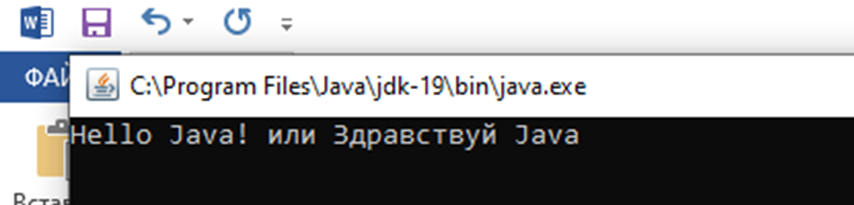 C:\Program Files\Java\jdk-19\bin\java.exe
Hello Java! или Здравствуй Java